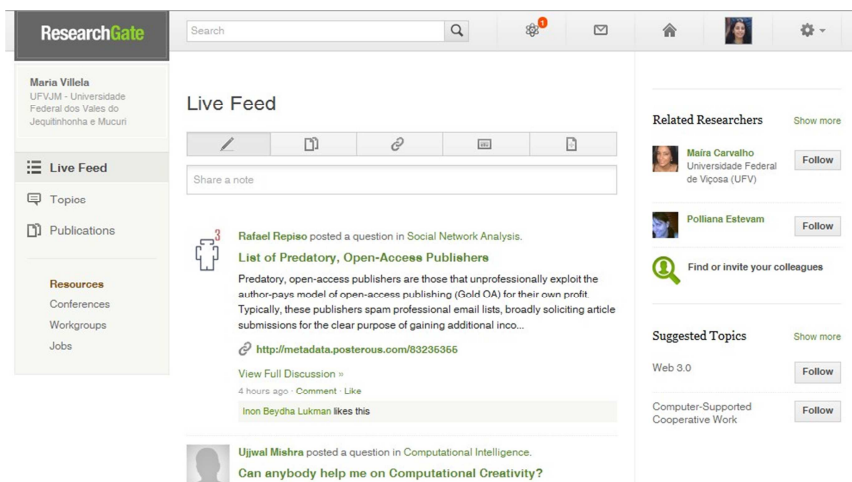 ResearchGate
Search
1
Maria Villela
UFVJM - Universidade
Federal dos Vales do
Jequitinhonha e Mucuri
Live Feed
Topics
Publications
Resources
Conferences
Workgroups
Jobs
Live Feed
Share a note
3
Rafael Repiso posted a question in Social Network Analysis.
List of Predatory, Open-Access Publishers
Predatory, open-access publishers are those that unprofessionally exploit the
author-pays model of open-access publishing (Gold OA) for their own profit.
Typically, these publishers spam professional email lists, broadly soliciting article
submissions for the clear purpose of gaining additional inco...
http://metadata.posterous.com/83235355
View Full Discussion »
4 hours ago · Comment · Like
Inon Beydha Lukman likes this
Ujjwal Mishra posted a question in Computational Intelligence.
Can anybody help me on Computational Creativity?
Related Researchers
Show more
Maíra Carvalho
Universidade Federal
de Viçosa (UFV)
Follow
Polliana Estevam
Follow
Find or invite your colleagues
Suggested Topics
Show more
Web 3.0
Follow
Computer-Supported
Cooperative Work
Follow